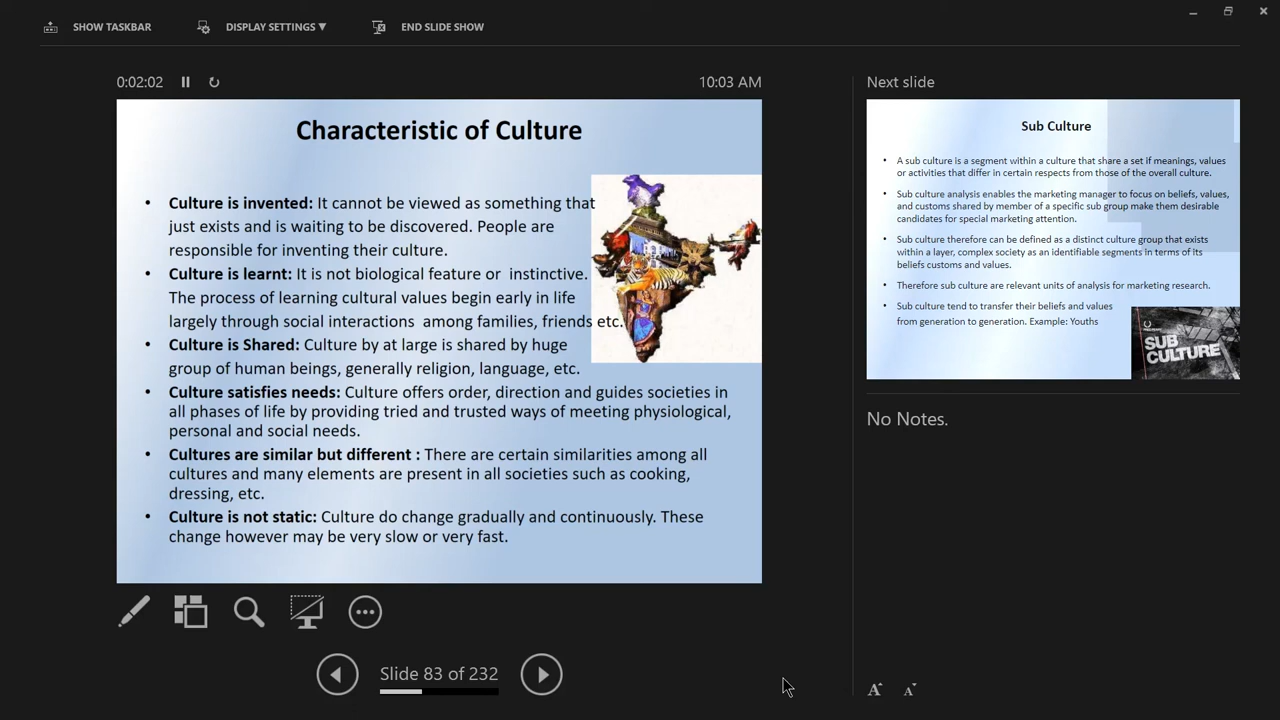 SHOW TASKBAR
DISPLAY SETTINGS ▼
END SLIDE SHOW
0:02:02
10:03 AM
Characteristic of Culture
• Culture is invented: It cannot be viewed as something that
just exists and is waiting to be discovered. People are
responsible for inventing their culture.
• Culture is learnt: It is not biological feature or instinctive.
The process of learning cultural values begin early in life
largely through social interactions among families, friends etc.
• Culture is Shared: Culture by at large is shared by huge
group of human beings, generally religion, language, etc.
• Culture satisfies needs: Culture offers order, direction and guides societies in
all phases of life by providing tried and trusted ways of meeting physiological,
personal and social needs.
• Cultures are similar but different : There are certain similarities among all
cultures and many elements are present in all societies such as cooking,
dressing, etc.
• Culture is not static: Culture do change gradually and continuously. These
change however may be very slow or very fast.
Slide 83 of 232
Next slide
Sub Culture
• A sub culture is a segment within a culture that share a set if meanings, values
or activities that differ in certain respects from those of the overall culture.
• Sub culture analysis enables the marketing manager to focus on beliefs, values,
and customs shared by member of a specific sub group make them desirable
candidates for special marketing attention.
• Sub culture therefore can be defined as a distinct culture group that exists
within a layer, complex society as an identifiable segments in terms of its
beliefs customs and values.
• Therefore sub culture are relevant units of analysis for marketing research.
• Sub culture tend to transfer their beliefs and values
from generation to generation. Example: Youths
SUB
CULTURE
No Notes.
A A